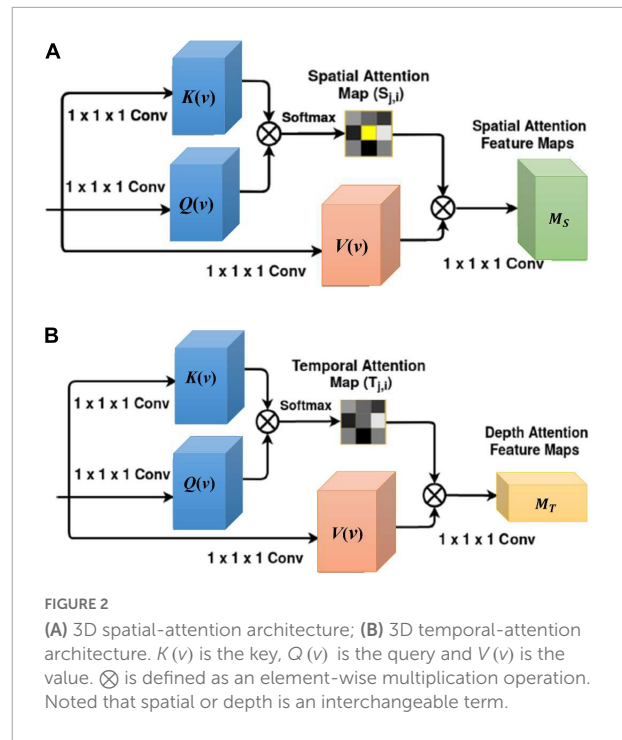 A
K(v)
1 x 1 x 1 Conv
Spatial Attention
Map (Sj,i)
Softmax
Spatial Attention
Feature Maps
1 x 1 x 1 Conv
Q(v)
V(v)
MS
1 x 1 x 1 Conv
1 x 1 x 1 Conv
B
K(v)
1 x 1 x 1 Conv
Temporal Attention
Map (Tj,i)
Softmax
Depth Attention
Feature Maps
1 x 1 x 1 Conv
Q(v)
V(v)
MT
1 x 1 x 1 Conv
1 x 1 x 1 Conv
FIGURE 2
(A) 3D spatial-attention architecture; (B) 3D temporal-attention
architecture. K (v) is the key, Q (v) is the query and V (v) is the
value. ⊗ is defined as an element-wise multiplication operation.
Noted that spatial or depth is an interchangeable term.